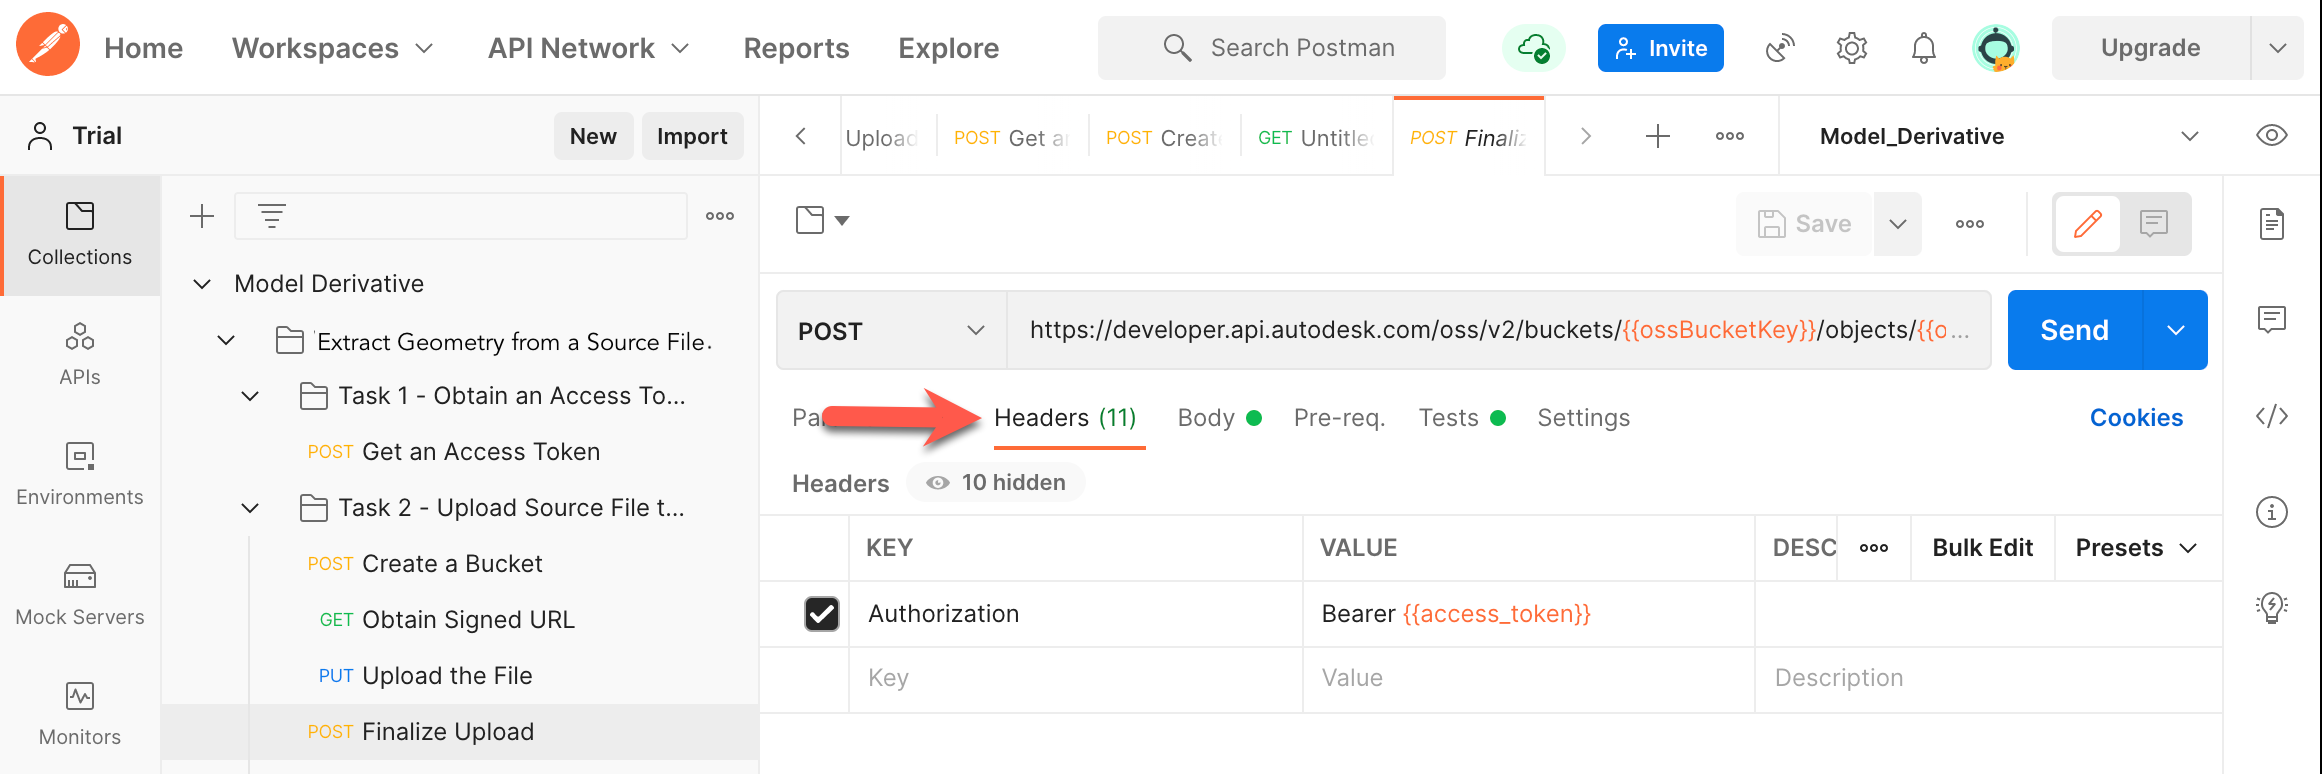 Home Workspaces API Network Reports Explore Search Postman Invite Upgrade
Trial New Import
Upload POST Get a POST Creat GET Untitle POST Finaliz Model_Derivative
Collections
Save
Model Derivative
Extract Geometry from a Source File.
POST https://developer.api.autodesk.com/oss/v2/buckets/{{ossBucketKey}}/objects/{{o... Send
APIs
Task 1 - Obtain an Access To...
Pa Headers (11) Body Pre-req. Tests Settings Cookies
POST Get an Access Token
Headers 10 hidden
Environments
Task 2 - Upload Source File t...
KEY VALUE DESC Bulk Edit Presets
POST Create a Bucket
Mock Servers
GET Obtain Signed URL
Authorization Bearer {{access_token}}
PUT Upload the File
Key Value Description
Monitors
POST Finalize Upload